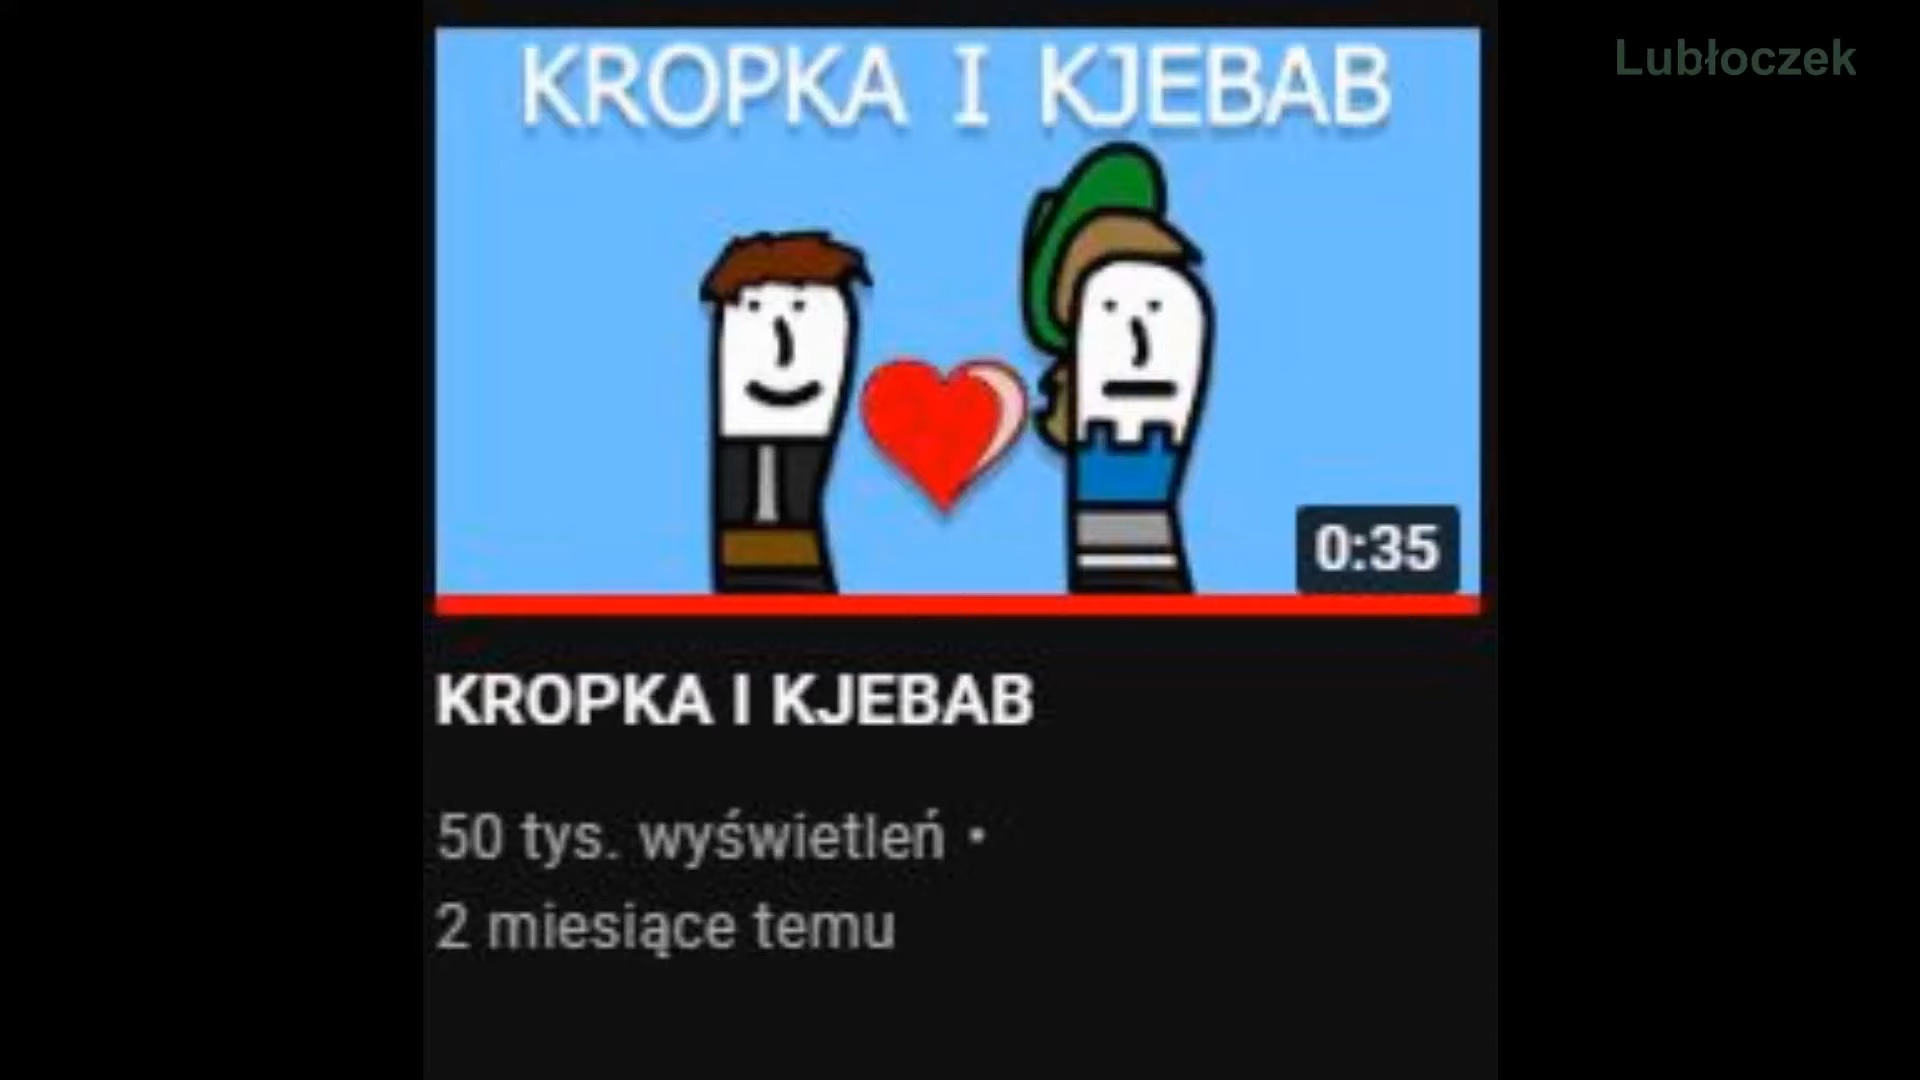 Lubłoczek
KROPKA I KJEBAB
0:35
KROPKA I KJEBAB
50 tys. wyświetleń •
2 miesiące temu